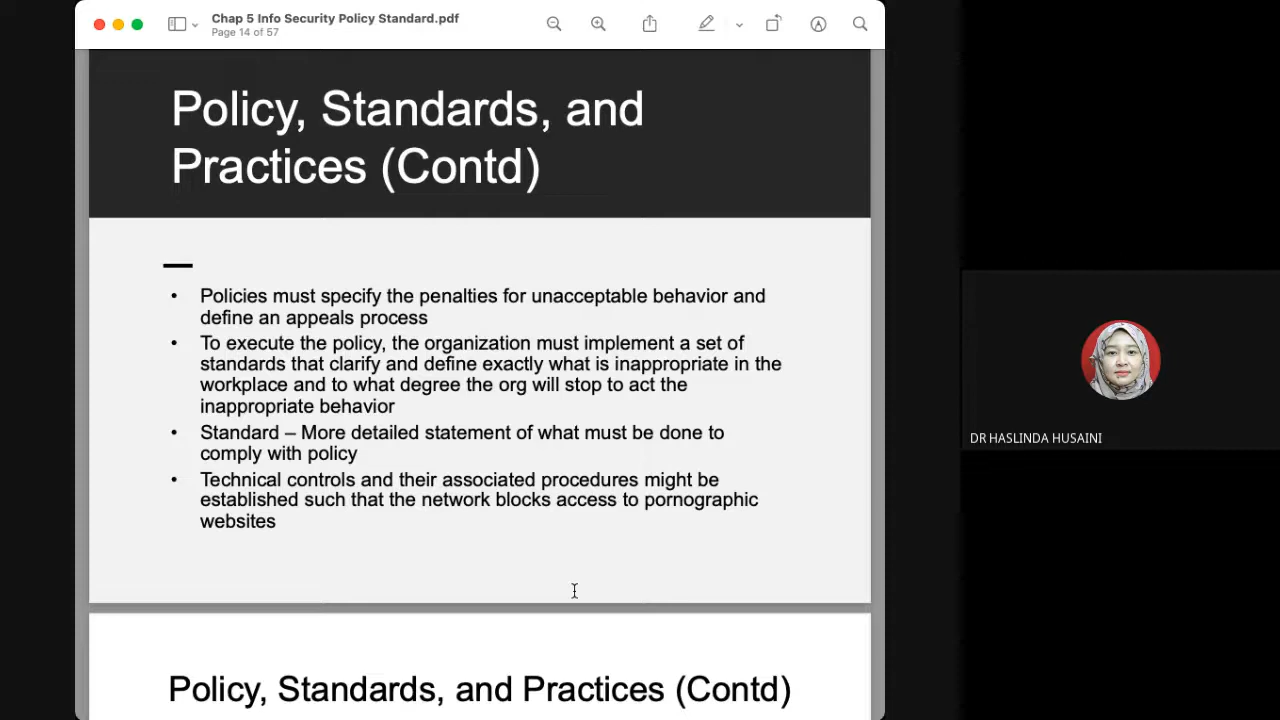 Chap 5 Info Security Policy Standard.pdf
Page 14 of 57
Policy, Standards, and
Practices (Contd)
• Policies must specify the penalties for unacceptable behavior and
define an appeals process
• To execute the policy, the organization must implement a set of
standards that clarify and define exactly what is inappropriate in the
workplace and to what degree the org will stop to act the
inappropriate behavior
• Standard – More detailed statement of what must be done to
comply with policy
• Technical controls and their associated procedures might be
established such that the network blocks access to pornographic
websites
Policy, Standards, and Practices (Contd)
DR HASLINDA HUSAINI